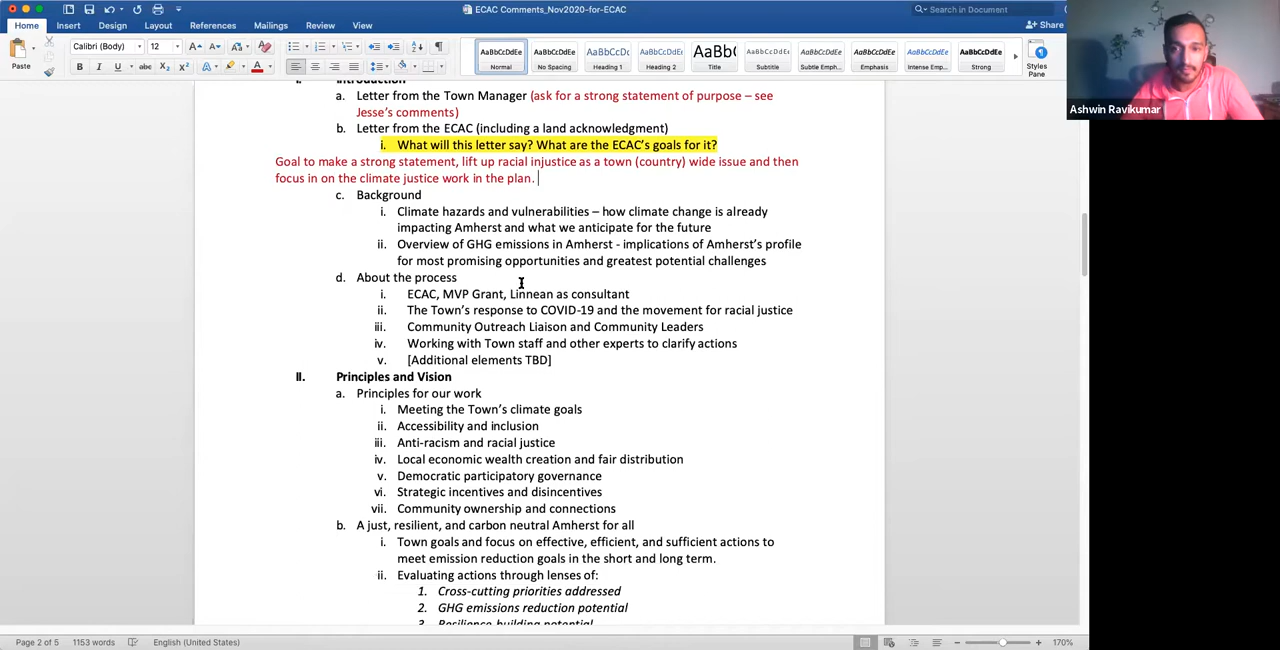 ECAC Comments_Nov2020-for-ECAC
Search in Document
Home Insert Design Layout References Mailings Review View
Share
Paste
Calibri (Body) 12
AaBbCcDdEe AaBbCcDdEe AaBbCcDc AaBbCcDdEe AaBb( AaBbCcDdEe AaBbCcDdEe AaBbCcDdEe AaBbCcDdEe AaBbCcDdEe
Normal No Spacing Heading 1 Heading 2 Title Subtitle Subtle Emph... Emphasis Intense Emp... Strong
Styles
Pane
Ashwin Ravikumar
I. Introduction
a. Letter from the Town Manager (ask for a strong statement of purpose – see
Jesse's comments)
b. Letter from the ECAC (including a land acknowledgment)
i. What will this letter say? What are the ECAC's goals for it?
Goal to make a strong statement, lift up racial injustice as a town (country) wide issue and then
focus in on the climate justice work in the plan.
c. Background
i. Climate hazards and vulnerabilities – how climate change is already
impacting Amherst and what we anticipate for the future
ii. Overview of GHG emissions in Amherst - implications of Amherst's profile
for most promising opportunities and greatest potential challenges
d. About the process
i. ECAC, MVP Grant, Linnean as consultant
ii. The Town's response to COVID-19 and the movement for racial justice
iii. Community Outreach Liaison and Community Leaders
iv. Working with Town staff and other experts to clarify actions
v. [Additional elements TBD]
II. Principles and Vision
a. Principles for our work
i. Meeting the Town's climate goals
ii. Accessibility and inclusion
iii. Anti-racism and racial justice
iv. Local economic wealth creation and fair distribution
v. Democratic participatory governance
vi. Strategic incentives and disincentives
vii. Community ownership and connections
b. A just, resilient, and carbon neutral Amherst for all
i. Town goals and focus on effective, efficient, and sufficient actions to
meet emission reduction goals in the short and long term.
ii. Evaluating actions through lenses of:
1. Cross-cutting priorities addressed
2. GHG emissions reduction potential
3. Resilience-building potential
Page 2 of 5 1153 words English (United States) 170%